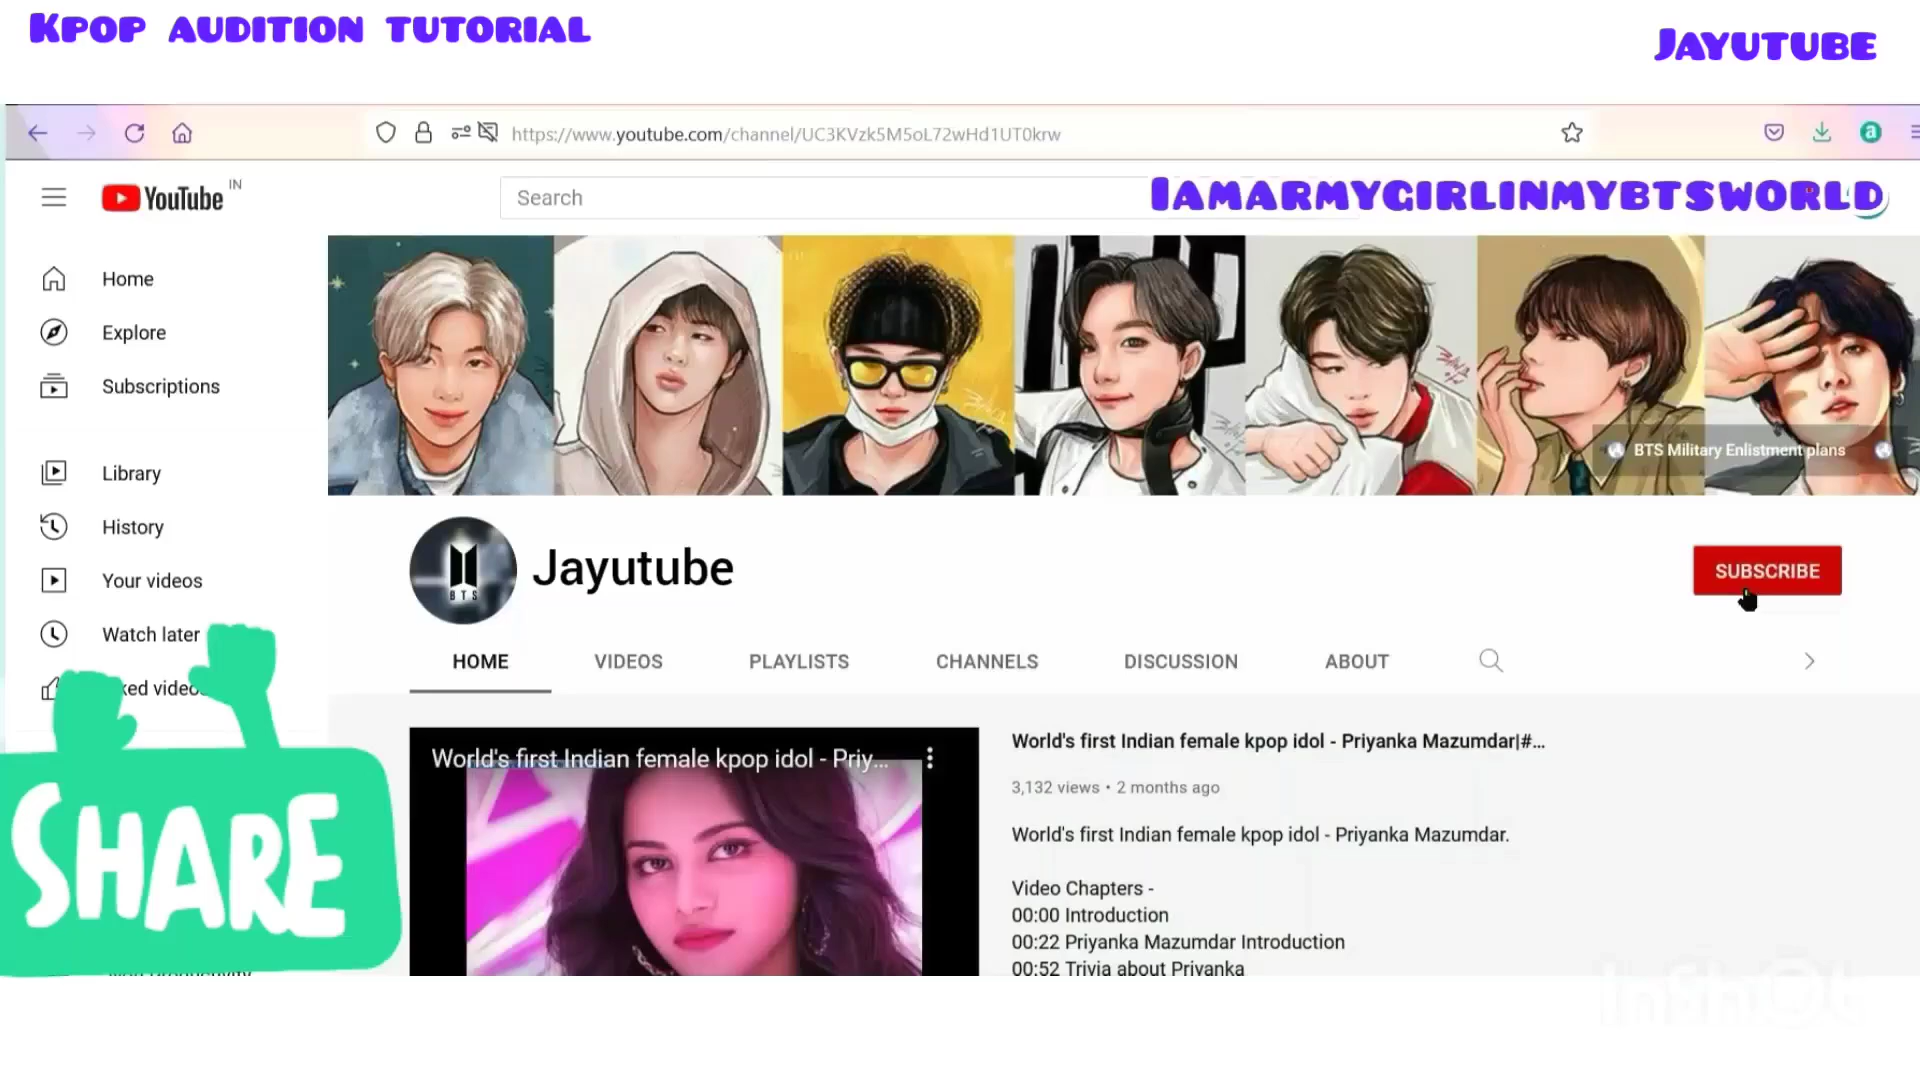 Kpop audition tutorial
Jayutube
https://www.youtube.com/channel/UC3KVzk5M5oL72wHd1UT0krw
YouTube IN
Search
Iamarmygirlinmybtsworld
Home
Explore
Subscriptions
Library
History
Your videos
Watch later
ked video
SHARE
BTS Military Enlistment plans
BTS
Jayutube
SUBSCRIBE
HOME VIDEOS PLAYLISTS CHANNELS DISCUSSION ABOUT
World's first Indian female kpop idol - Priy...
World's first Indian female kpop idol - Priyanka Mazumdar|#...
3,132 views • 2 months ago
World's first Indian female kpop idol - Priyanka Mazumdar.
Video Chapters -
00:00 Introduction
00:22 Priyanka Mazumdar Introduction
00:52 Trivia about Priyanka
InShot